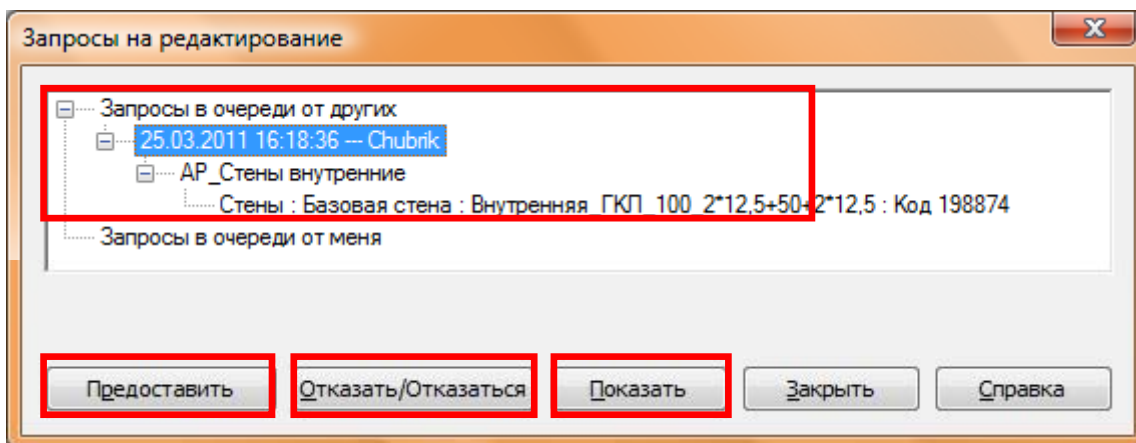 Запросы на редактирование
Запросы в очереди от других
25.03.2011 16:18:36 --- Chubrik
АР_Стены внутренние
Стены : Базовая стена : Внутренняя_ГКП_100_2*12,5+50+2*12,5 : Код 198874
Запросы в очереди от меня
Предоставить Отказать/Отказаться Показать Закрыть Справка